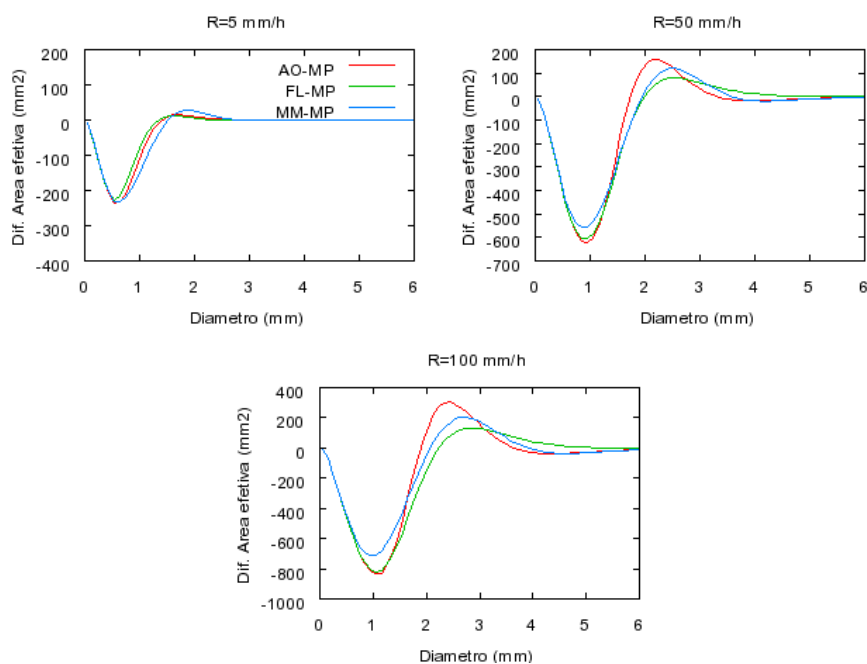 R=5 mm/h
Dif. Area efetiva (mm2)
200
100
0
-100
-200
-300
-400
AO-MP
FL-MP
MM-MP
0 1 2 3 4 5 6
Diametro (mm)
R=50 mm/h
Dif. Area efetiva (mm2)
200
100
0
-100
-200
-300
-400
-500
-600
-700
0 1 2 3 4 5 6
Diametro (mm)
R=100 mm/h
Dif. Area efetiva (mm2)
400
200
0
-200
-400
-600
-800
-1000
0 1 2 3 4 5 6
Diametro (mm)